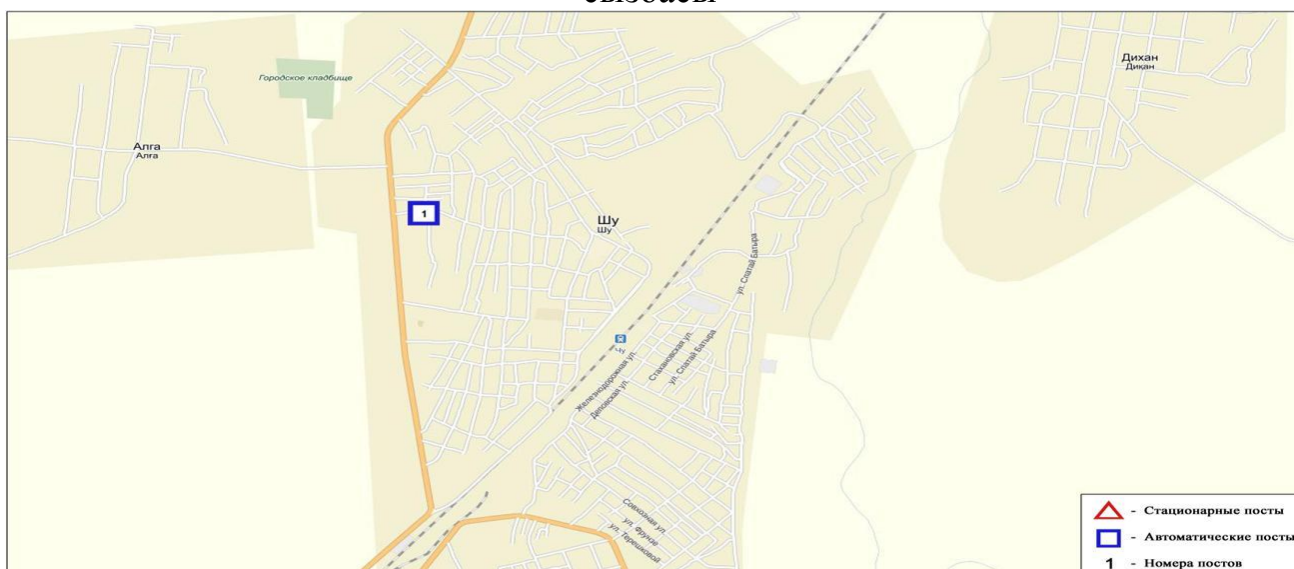 сызбасы
Дихан
Дикан
Городское кладбище
Алга
Алга
1
Шу
Шу
ул. Спатай Батыра
Стахановская ул.
ул. Спатай Батыра
Железнодорожная ул.
Деповская ул.
Совхозная ул.
ул. Фрунзе
ул. Терешковой
- Стационарные посты
- Автоматические посты
1 - Номера постов